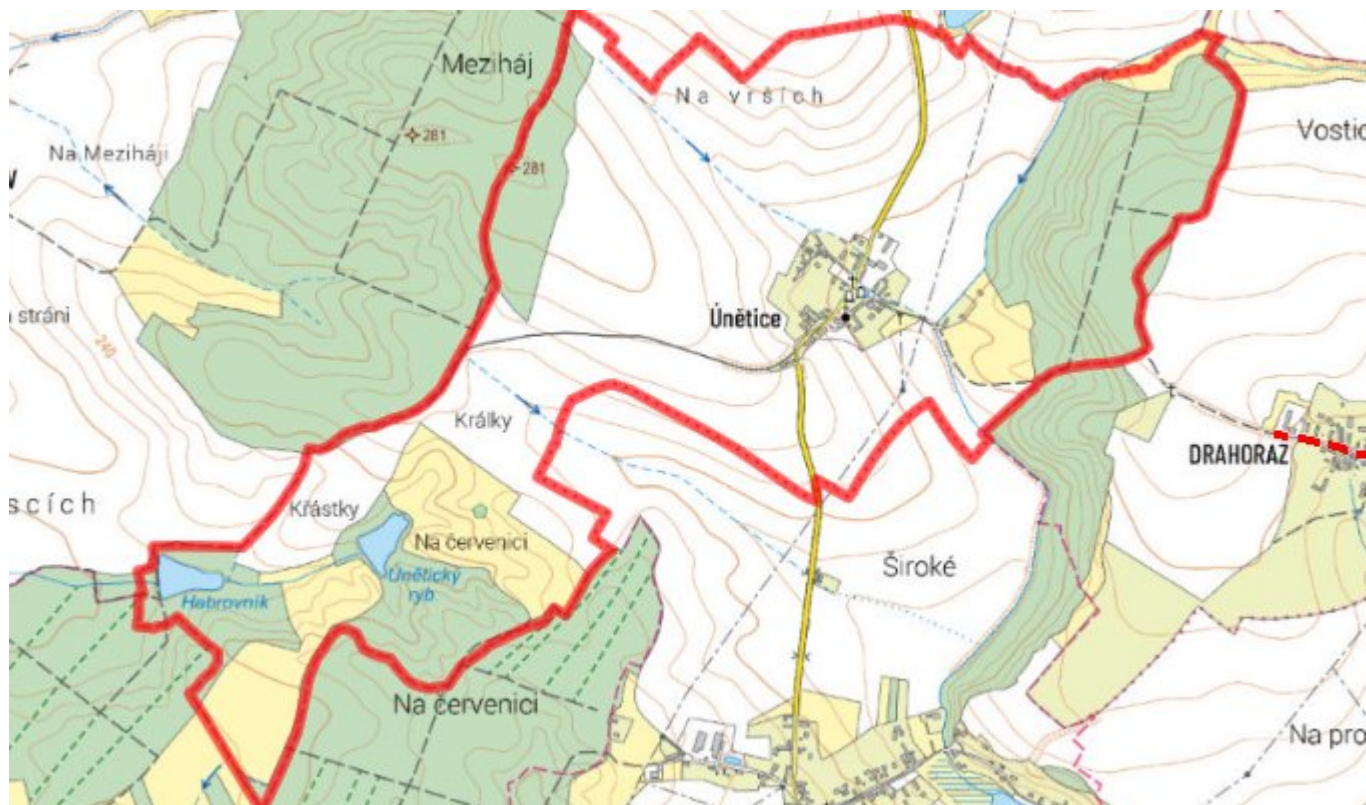 Meziháj
Na vrších
281
281
Vostic
Na Meziháji
Únětice
a stráni
240
Králky
DRAHORAZ
scích
Křástky
Na červenici
Široké
Únětický
ryb
Habrovník
Na červenici
Na pro